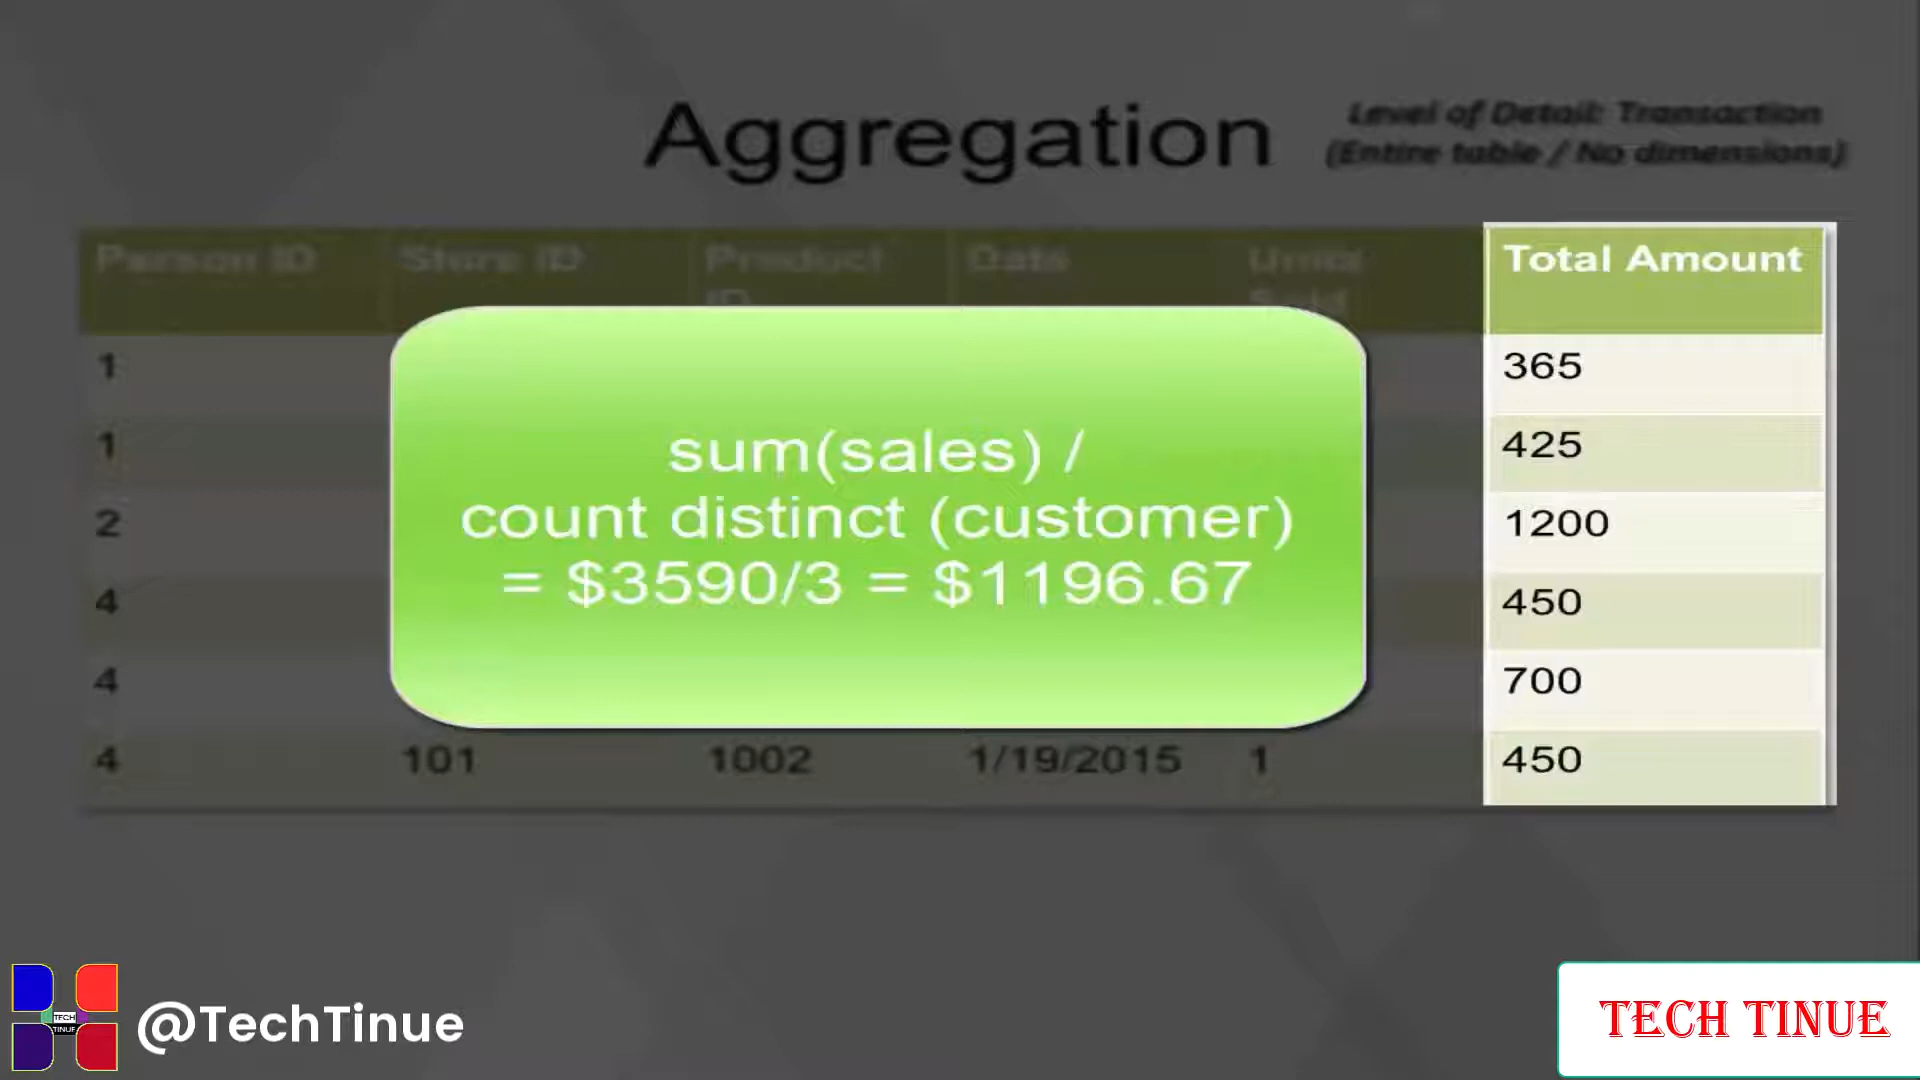 Aggregation
Level of Detail: Transaction
(Entire table / No dimensions)
Person ID Store ID Product ID Date Units Sold Total Amount
1 365
1 425
2 1200
4 450
4 700
4 101 1002 1/19/2015 1 450
sum(sales) /
count distinct (customer)
= $3590/3 = $1196.67
TECH
TINUE
@TechTinue
TECH TINUE